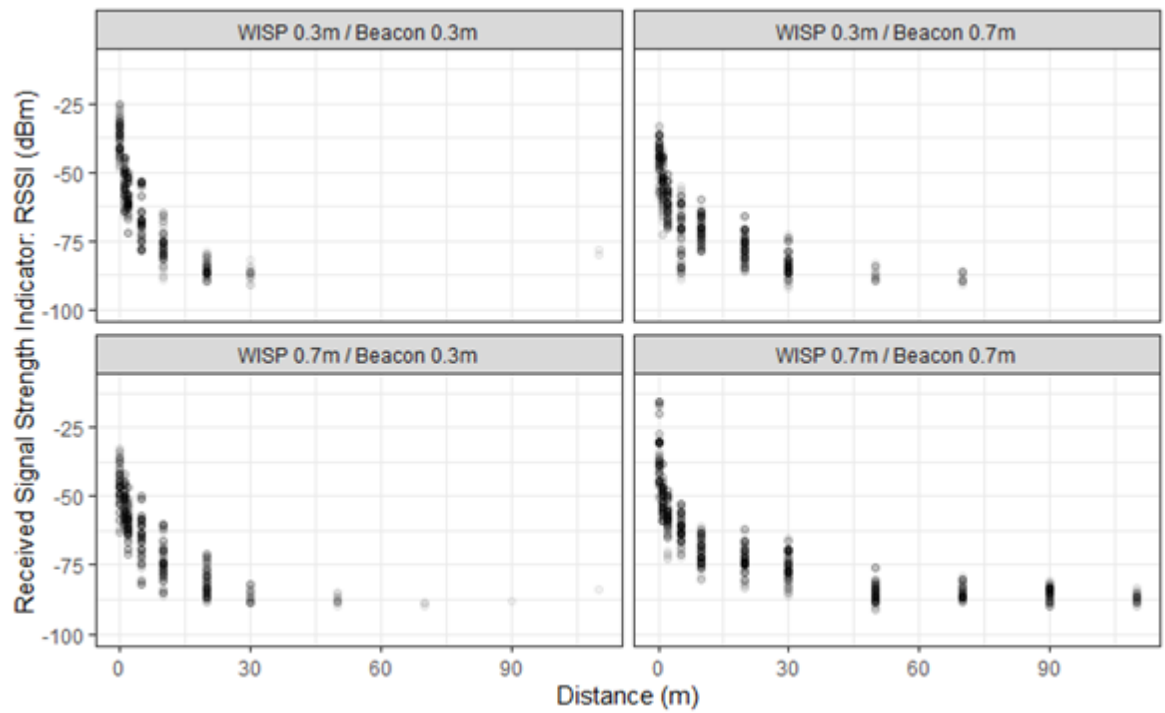 WISP 0.3m / Beacon 0.3m
WISP 0.3m / Beacon 0.7m
-25
-50
-75
-100
WISP 0.7m / Beacon 0.3m
WISP 0.7m / Beacon 0.7m
-25
-50
-75
-100
0 30 60 90
0 30 60 90
Distance (m)
Received Signal Strength Indicator: RSSI (dBm)